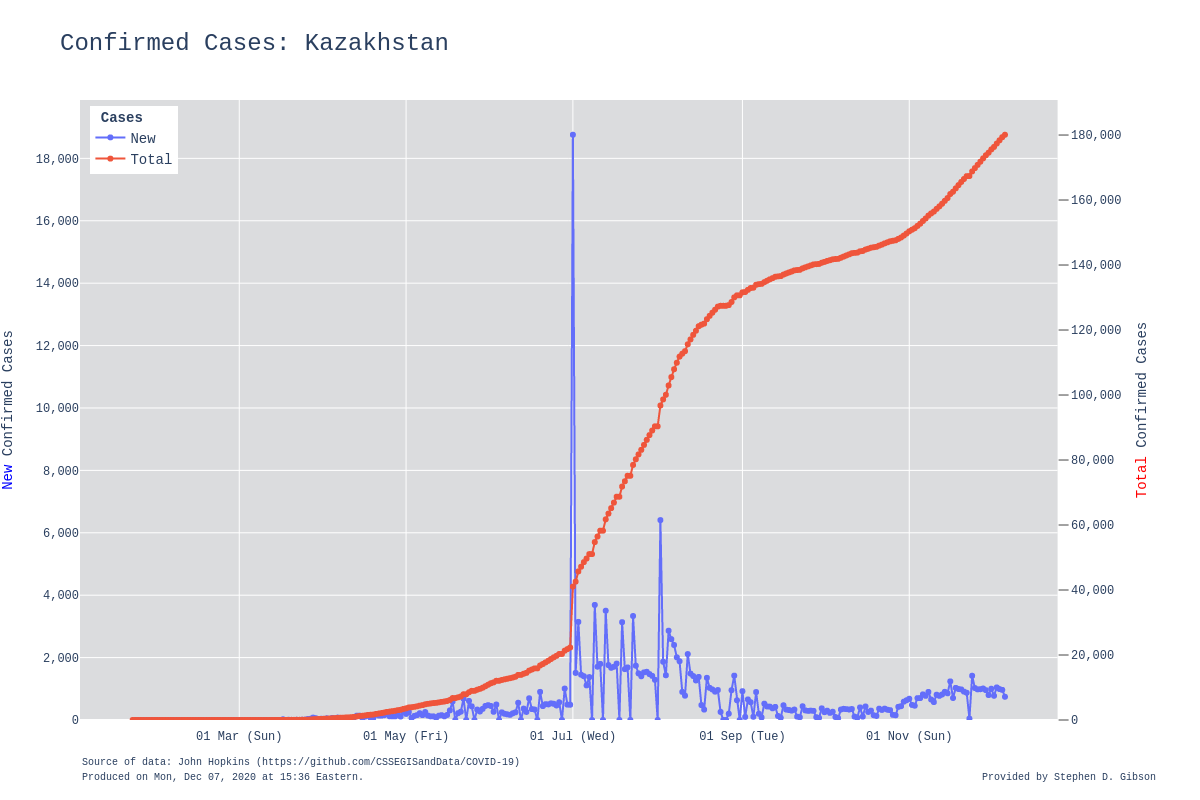 Confirmed Cases: Kazakhstan
Cases
New
Total
18,000
16,000
14,000
12,000
10,000
8,000
6,000
4,000
2,000
0
New Confirmed Cases
180,000
160,000
140,000
120,000
100,000
80,000
60,000
40,000
20,000
0
Total Confirmed Cases
01 Mar (Sun) 01 May (Fri) 01 Jul (Wed) 01 Sep (Tue) 01 Nov (Sun)
Source of data: John Hopkins (https://github.com/CSSEGISandData/COVID-19)
Produced on Mon, Dec 07, 2020 at 15:36 Eastern.
Provided by Stephen D. Gibson